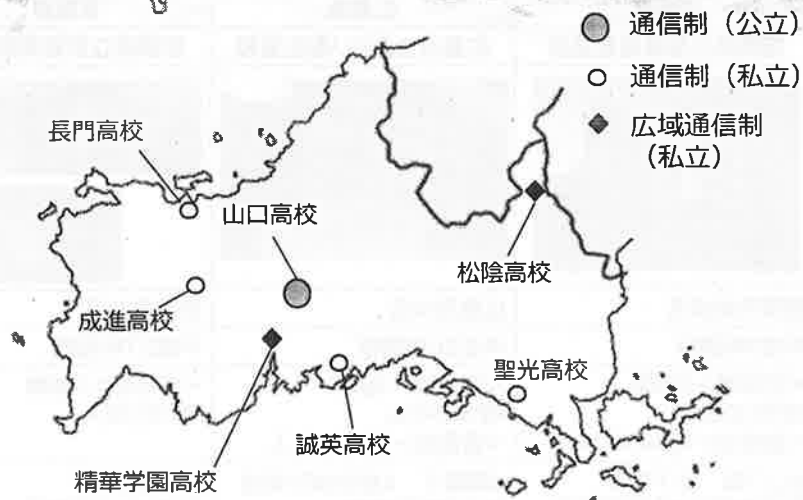 通信制（公立）
通信制（私立）
広域通信制
（私立）
長門高校
山口高校
松陰高校
成進高校
聖光高校
誠英高校
精華学園高校